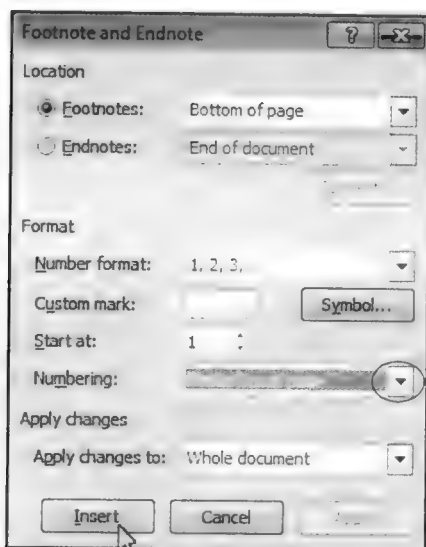 Footnote and Endnote ?
Location
Footnotes: Bottom of page
Endnotes: End of document
Format
Number format: 1, 2, 3,
Custom mark: Symbol...
Start at: 1
Numbering:
Apply changes
Apply changes to: Whole document
Insert Cancel